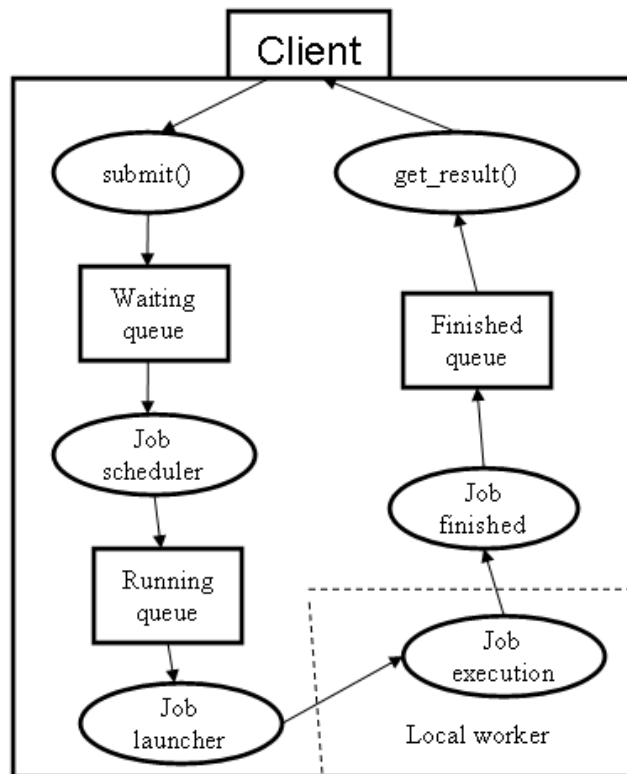 Client
submit()
get_result()
Waiting
queue
Finished
queue
Job
scheduler
Job
finished
Running
queue
Job
execution
Job
launcher
Local worker